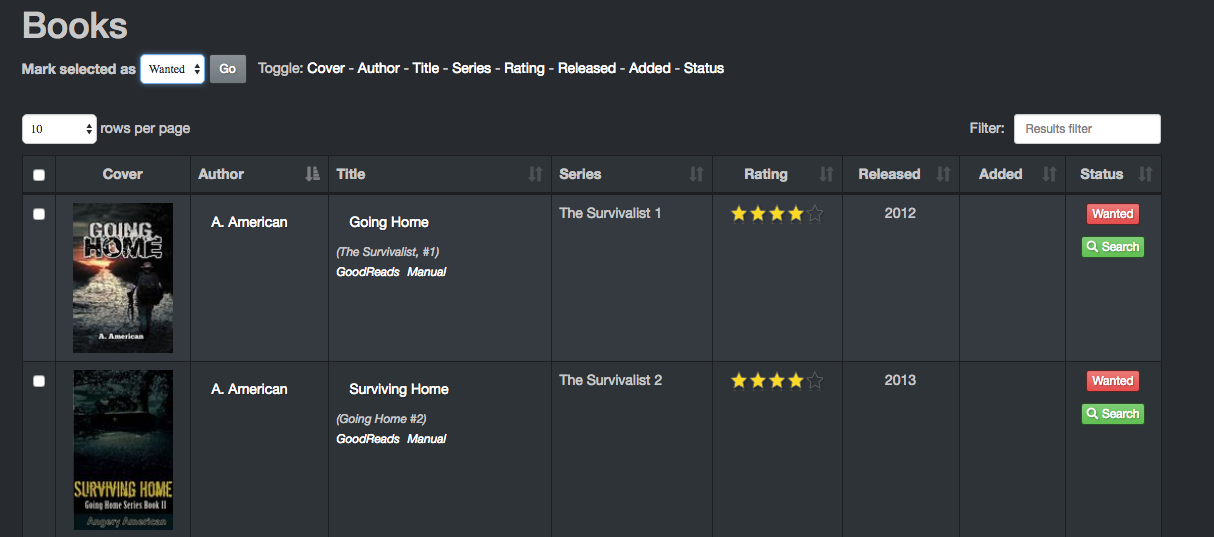 Books
Mark selected as Wanted Go Toggle: Cover - Author - Title - Series - Rating - Released - Added - Status
10 rows per page Filter: Results filter
Cover Author Title Series Rating Released Added Status
GOING
HOME
A. American
A. American
Going Home
(The Survivalist, #1)
GoodReads Manual
The Survivalist 1
2012
Wanted
Search
SURVIVING HOME
Going Home Series Book II
Angery American
A. American
Surviving Home
(Going Home #2)
GoodReads Manual
The Survivalist 2
2013
Wanted
Search